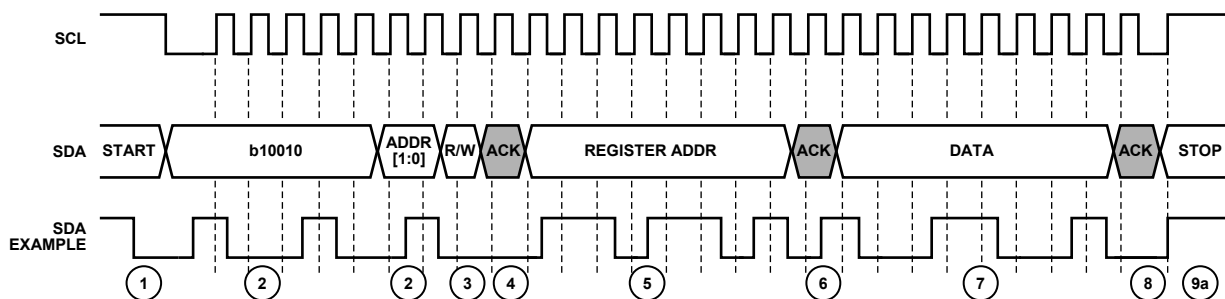 SCL
SDA
START
b10010
ADDR
[1:0]
R/W
ACK
REGISTER ADDR
ACK
DATA
ACK
STOP
SDA
EXAMPLE
1
2
2
3
4
5
6
7
8
9a